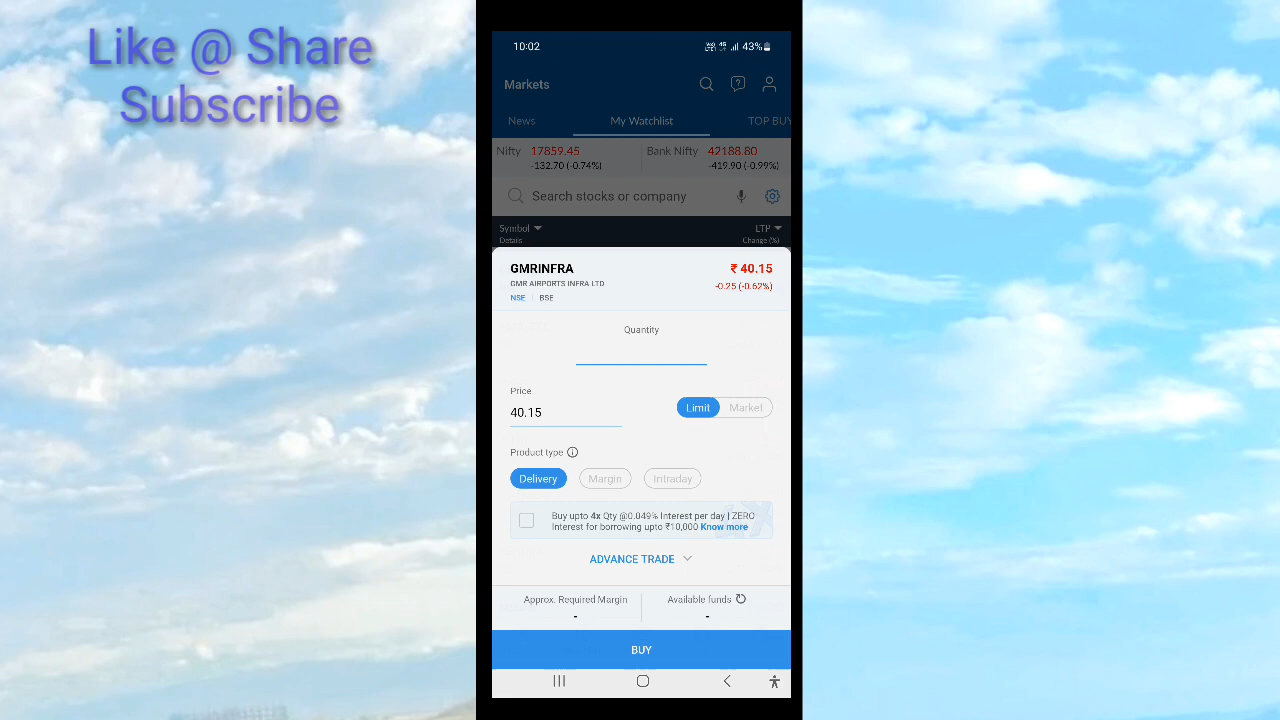 Like @ Share
Subscribe
10:02
4G 43%
Markets
News My Watchlist TOP BUY
Nifty 17859.45 Bank Nifty 42188.80
-132.70 (-0.74%) -419.90 (-0.99%)
Search stocks or company
Symbol LTP
Details Change (%)
GMRINFRA ₹ 40.15
GMR AIRPORTS INFRA LTD -0.25 (-0.62%)
NSE BSE
Quantity
Price
40.15 Limit Market
Product type
Delivery Margin Intraday
Buy upto 4x Qty @0.049% Interest per day | ZERO
Interest for borrowing upto ₹10,000 Know more
ADVANCE TRADE
Approx. Required Margin Available funds
- -
BUY